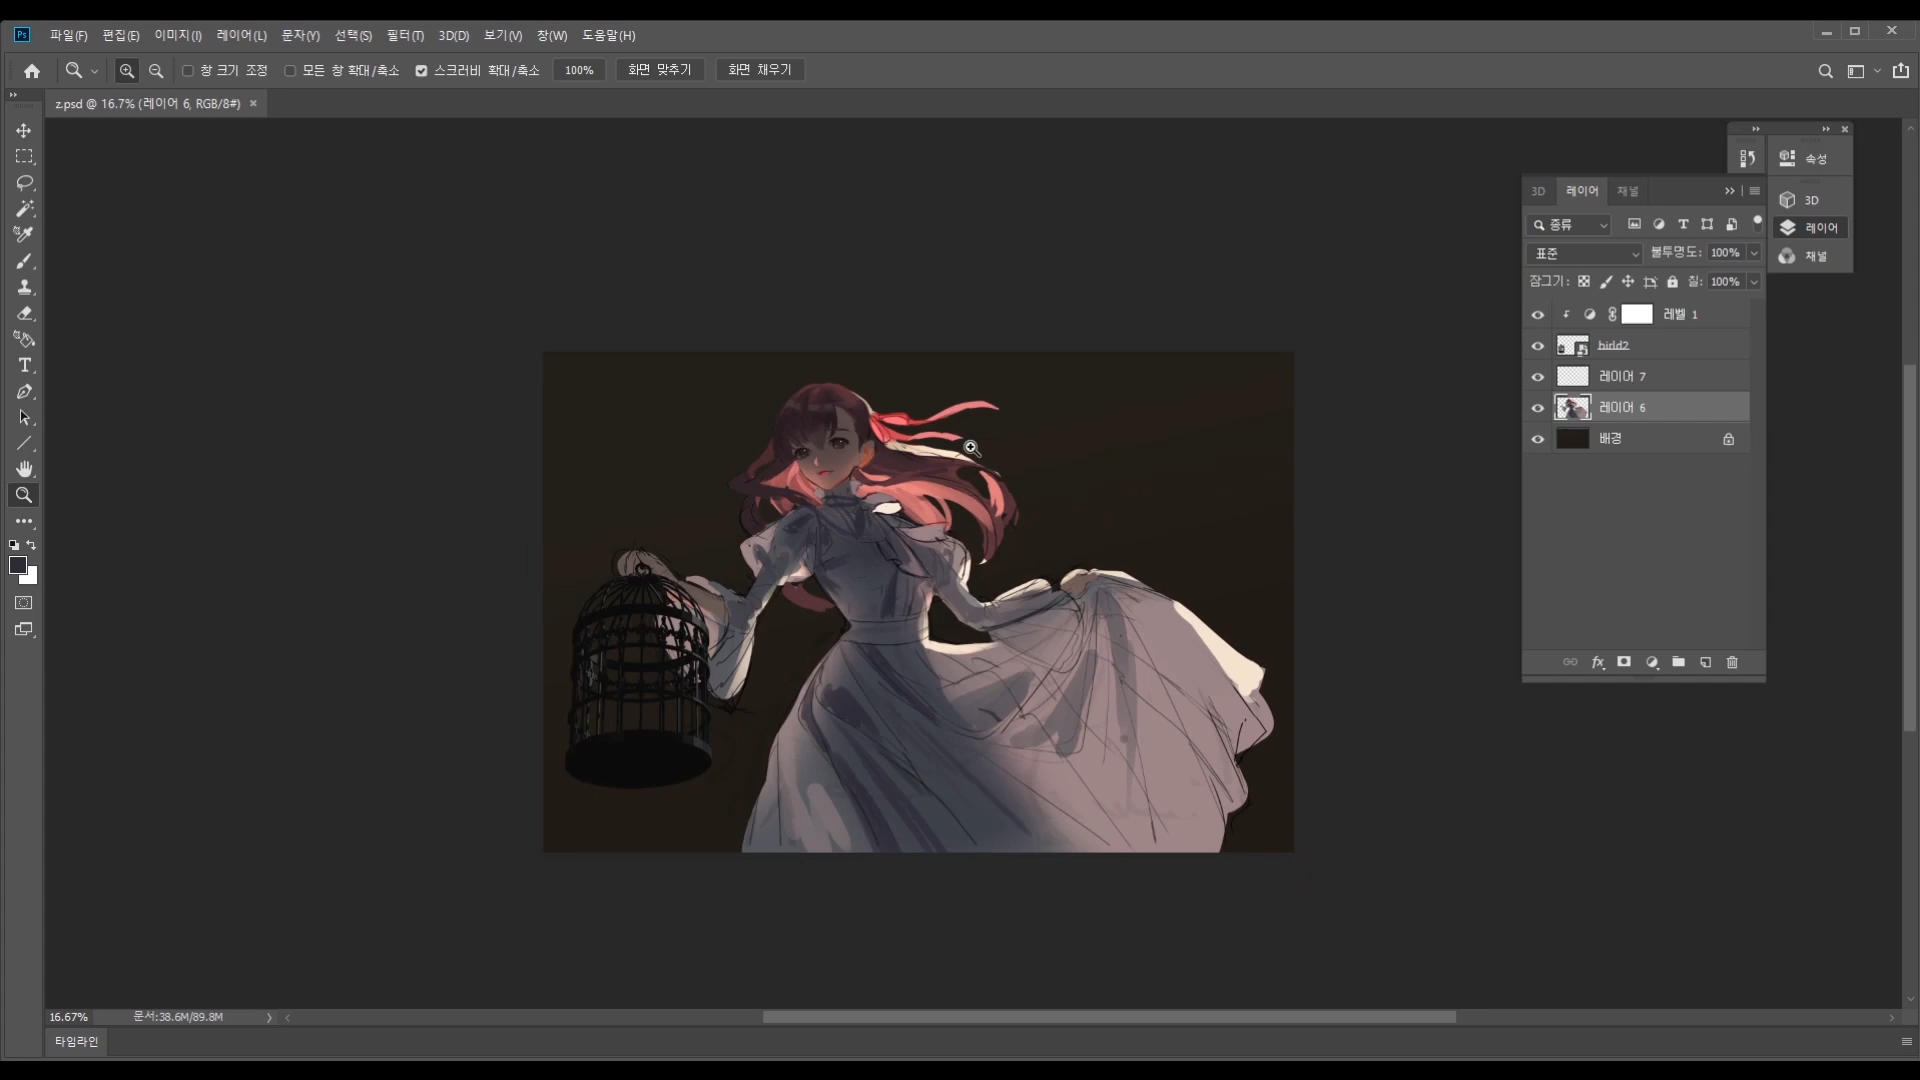 Ps 파일(F) 편집(E) 이미지(I) 레이어(L) 문자(Y) 선택(S) 필터(T) 3D(D) 보기(V) 창(W) 도움말(H)
창 크기 조정 모든 창 확대/축소 스크러비 확대/축소 100% 화면 맞추기 화면 채우기
z.psd @ 16.7% (레이어 6, RGB/8#)
속성
3D
레이어
채널
3D 레이어 채널
종류
표준 불투명도: 100%
잠그기: 칠: 100%
레벨 1
birld2
레이어 7
레이어 6
배경
16.67% 문서:38.6M/89.8M
타임라인